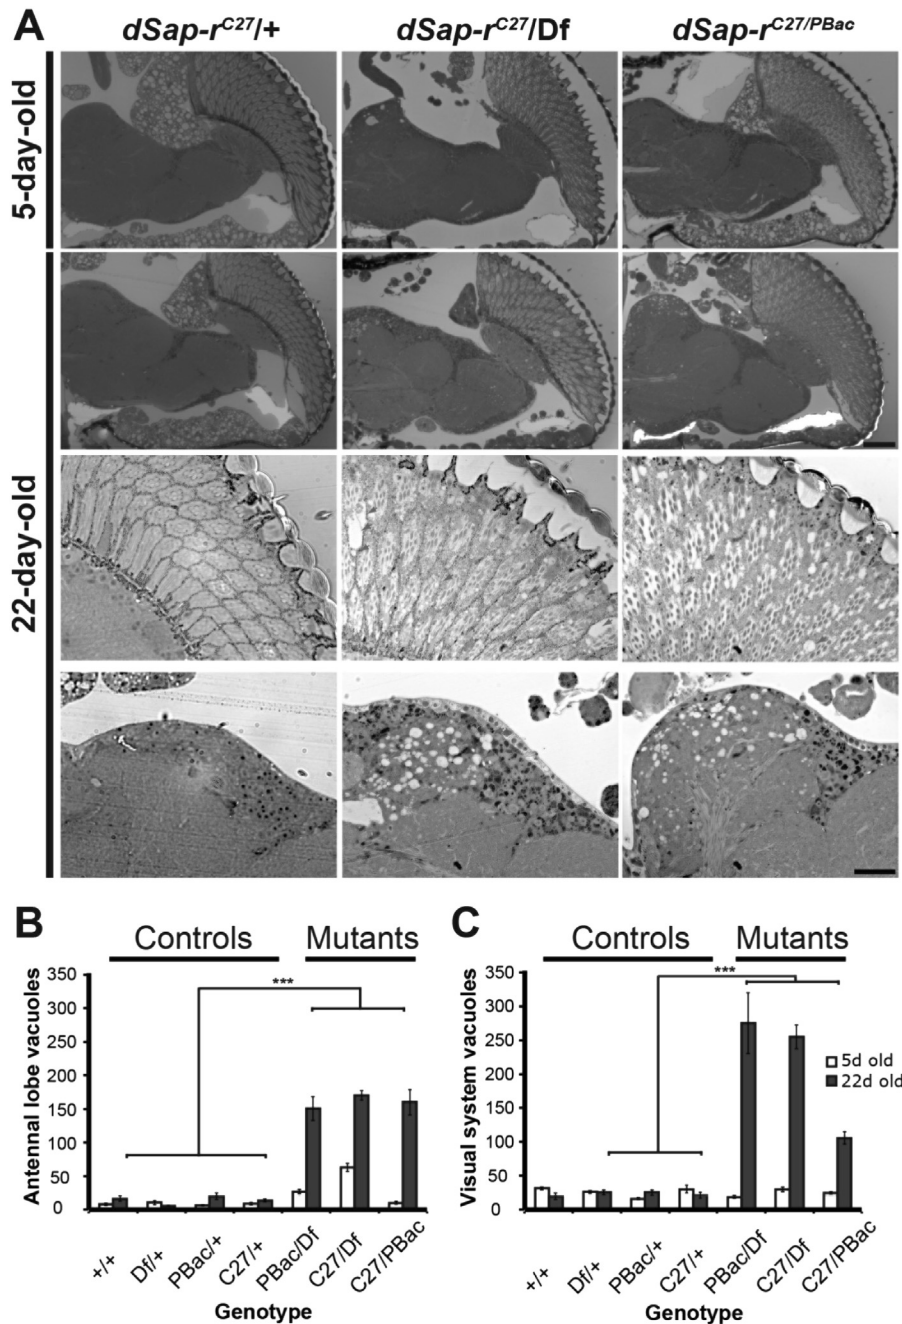 A
dSap-r^C27/+
dSap-r^C27/Df
dSap-r^C27/PBac
5-day-old
22-day-old
B
Controls
Mutants
***
350
300
250
200
150
100
50
0
Antennal lobe vacuoles
+/+
Df/+
PBac/+
C27/+
PBac/Df
C27/Df
C27/PBac
Genotype
C
Controls
Mutants
***
350
300
250
200
150
100
50
0
Visual system vacuoles
5d old
22d old
+/+
Df/+
PBac/+
C27/+
PBac/Df
C27/Df
C27/PBac
Genotype